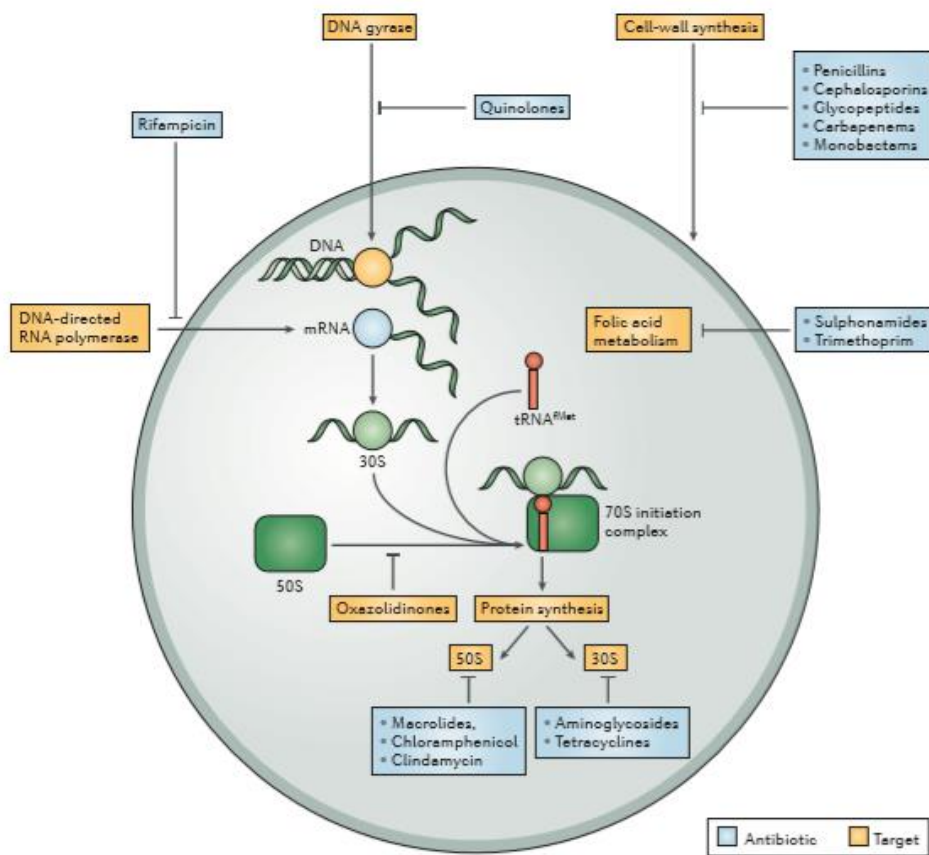 DNA gyrase
Cell-wall synthesis
• Penicillins
• Cephalosporins
• Glycopeptides
• Carbapenems
• Monobactams
Quinolones
Rifampicin
DNA
DNA-directed
RNA polymerase
mRNA
Folic acid
metabolism
• Sulphonamides
• Trimethoprim
tRNAfMet
30S
70S initiation
complex
50S
Oxazolidinones
Protein synthesis
50S
30S
• Macrolides,
• Chloramphenicol
• Clindamycin
• Aminoglycosides
• Tetracyclines
Antibiotic
Target